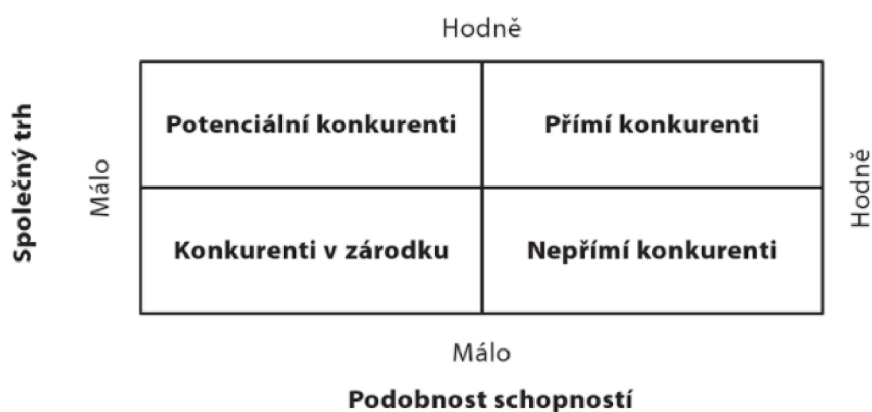 Hodně
Společný trh
Málo
Potenciální konkurenti
Přímí konkurenti
Hodně
Konkurenti v zárodku
Nepřímí konkurenti
Málo
Podobnost schopností